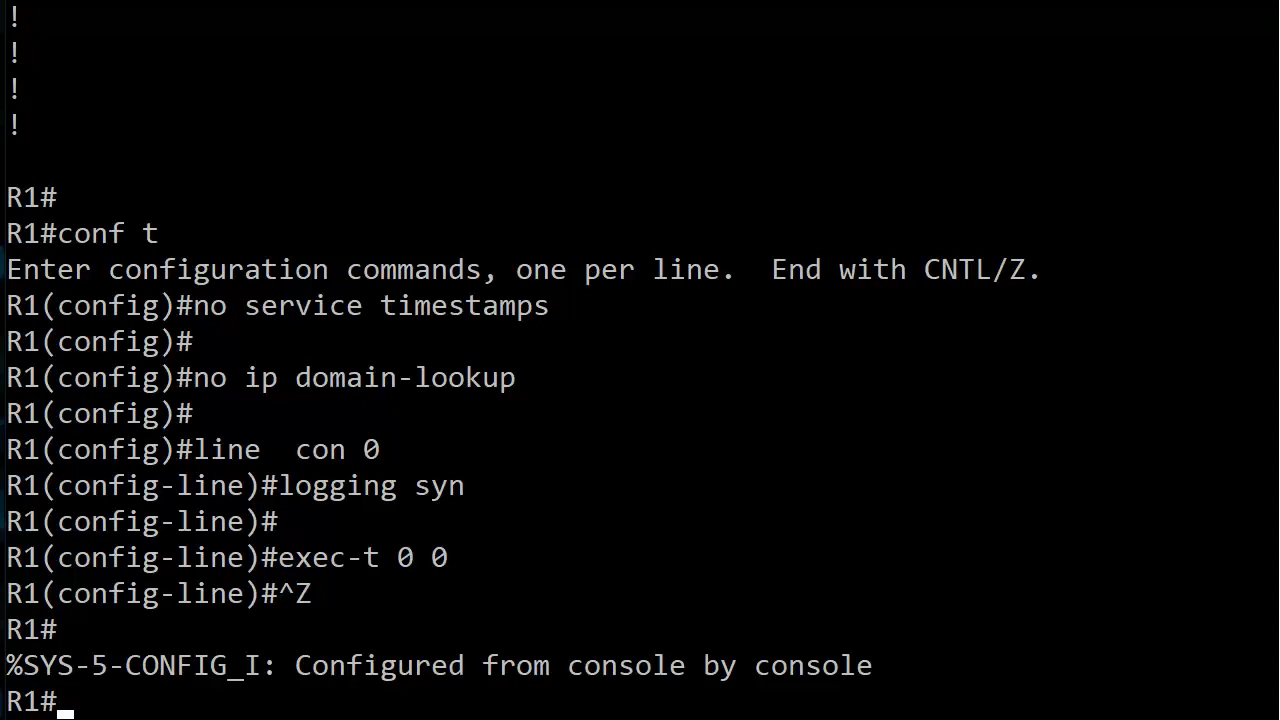 !
!
!
!
R1#
R1#conf t
Enter configuration commands, one per line.  End with CNTL/Z.
R1(config)#no service timestamps
R1(config)#
R1(config)#no ip domain-lookup
R1(config)#
R1(config)#line  con 0
R1(config-line)#logging syn
R1(config-line)#
R1(config-line)#exec-t 0 0
R1(config-line)#^Z
R1#
%SYS-5-CONFIG_I: Configured from console by console
R1#